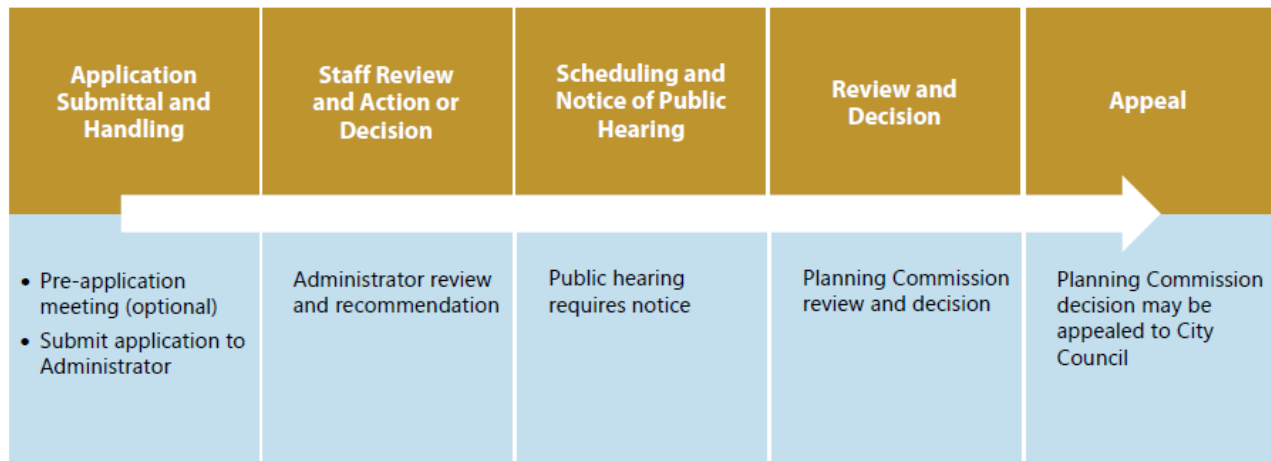 Application
Submittal and
Handling
Staff Review
and Action or
Decision
Scheduling and
Notice of Public
Hearing
Review and
Decision
Appeal
• Pre-application
meeting (optional)
• Submit application to
Administrator
Administrator review
and recommendation
Public hearing
requires notice
Planning Commission
review and decision
Planning Commission
decision may be
appealed to City
Council